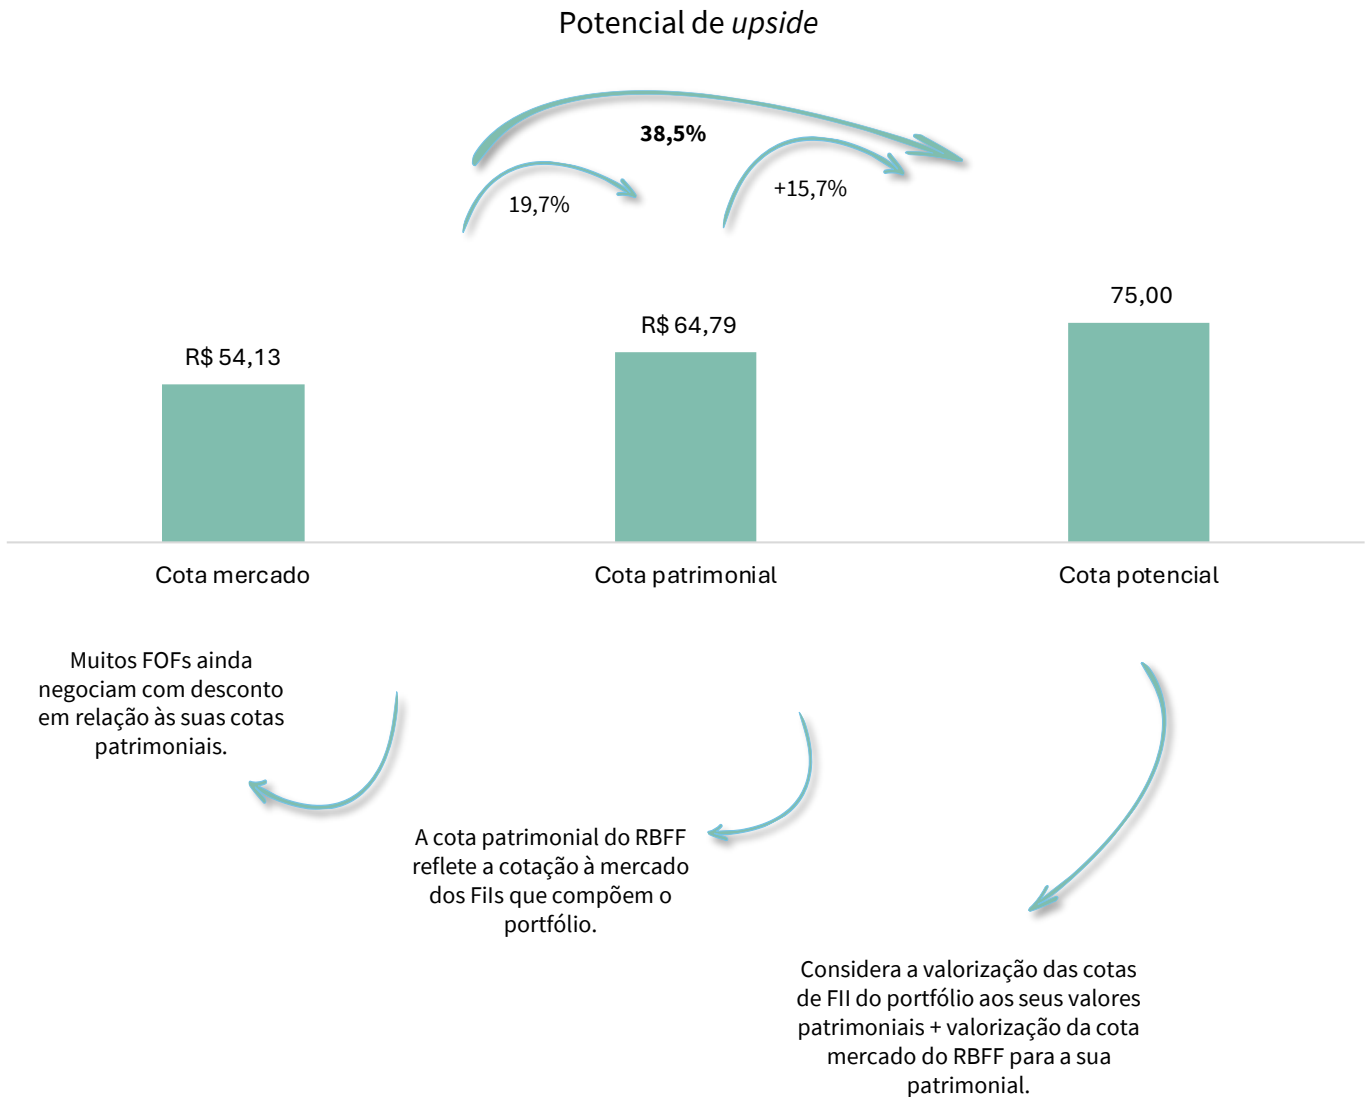 Potencial de upside
38,5%
19,7%
+15,7%
R$ 54,13
R$ 64,79
75,00
Cota mercado
Cota patrimonial
Cota potencial
Muitos FOFs ainda
negociam com desconto
em relação às suas cotas
patrimoniais.
A cota patrimonial do RBFF
reflete a cotação à mercado
dos FiIs que compõem o
portfólio.
Considera a valorização das cotas
de FII do portfólio aos seus valores
patrimoniais + valorização da cota
mercado do RBFF para a sua
patrimonial.